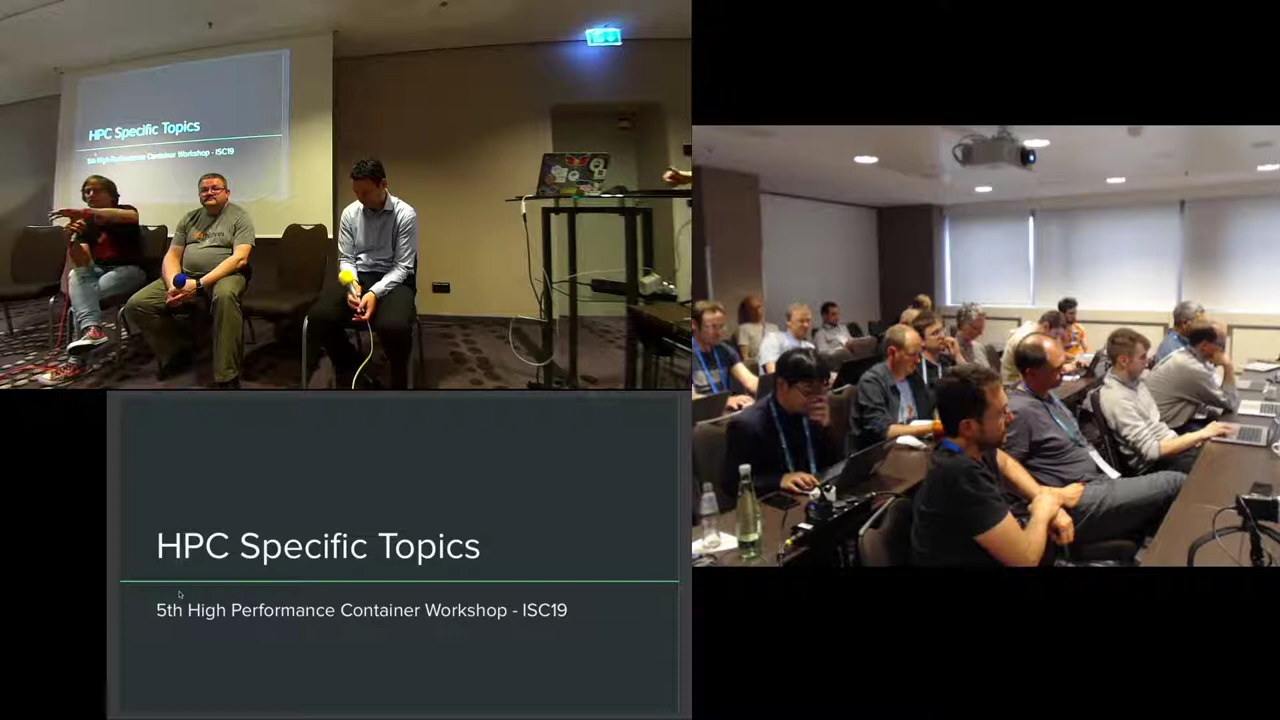 HPC Specific Topics
5th High Performance Container Workshop - ISC19
HPC Specific Topics
5th High Performance Container Workshop - ISC19